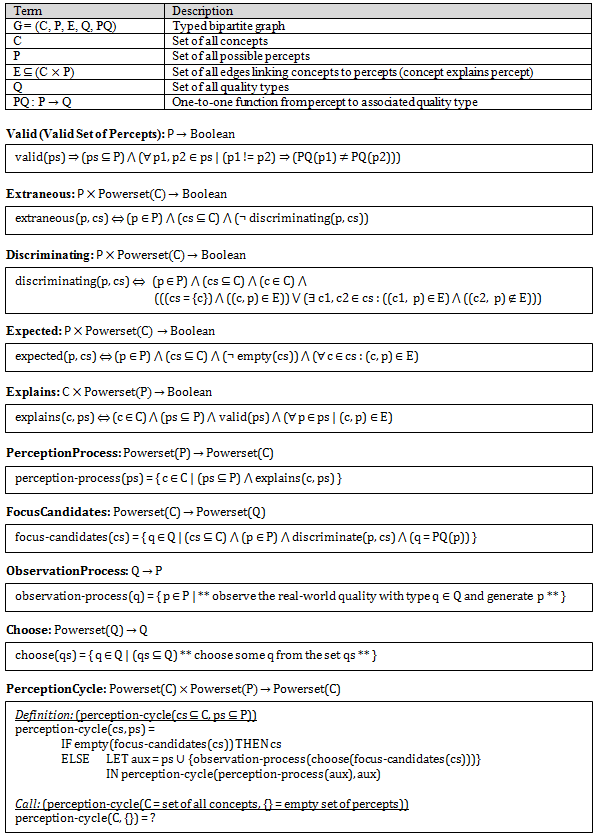 Term Description
G = (C, P, E, Q, PQ) Typed bipartite graph
C Set of all concepts
P Set of all possible percepts
E ⊆ (C × P) Set of all edges linking concepts to percepts (concept explains percept)
Q Set of all quality types
PQ : P → Q One-to-one function from percept to associated quality type
Valid (Valid Set of Percepts): P → Boolean
valid(ps) ⇒ (ps ⊆ P) ⋀ (∀ p1, p2 ∈ ps | (p1 != p2) ⇒ (PQ(p1) ≠ PQ(p2)))
Extraneous: P × Powerset(C) → Boolean
extraneous(p, cs) ⇔ (p ∈ P) ⋀ (cs ⊆ C) ⋀ (¬ discriminating(p, cs))
Discriminating: P × Powerset(C) → Boolean
discriminating(p, cs) ⇔ (p ∈ P) ⋀ (cs ⊆ C) ⋀ (c ∈ C) ⋀
(((cs = {c}) ⋀ ((c, p) ∈ E)) ⋁ (∃ c1, c2 ∈ cs : ((c1, p) ∈ E) ⋀ ((c2, p) ∉ E)))
Expected: P × Powerset(C) → Boolean
expected(p, cs) ⇔ (p ∈ P) ⋀ (cs ⊆ C) ⋀ (¬ empty(cs)) ⋀ (∀ c ∈ cs : (c, p) ∈ E)
Explains: C × Powerset(P) → Boolean
explains(c, ps) ⇔ (c ∈ C) ⋀ (ps ⊆ P) ⋀ valid(ps) ⋀ (∀ p ∈ ps | (c, p) ∈ E)
PerceptionProcess: Powerset(P) → Powerset(C)
perception-process(ps) = { c ∈ C | (ps ⊆ P) ⋀ explains(c, ps) }
FocusCandidates: Powerset(C) → Powerset(Q)
focus-candidates(cs) = { q ∈ Q | (cs ⊆ C) ⋀ (p ∈ P) ⋀ discriminate(p, cs) ⋀ (q = PQ(p)) }
ObservationProcess: Q → P
observation-process(q) = { p ∈ P | ** observe the real-world quality with type q ∈ Q and generate p ** }
Choose: Powerset(Q) → Q
choose(qs) = { q ∈ Q | (qs ⊆ Q) ** choose some q from the set qs ** }
PerceptionCycle: Powerset(C) × Powerset(P) → Powerset(C)
Definition: (perception-cycle(cs ⊆ C, ps ⊆ P))
perception-cycle(cs, ps) =
IF empty(focus-candidates(cs)) THEN cs
ELSE LET aux = ps ∪ {observation-process(choose(focus-candidates(cs)))}
IN perception-cycle(perception-process(aux), aux)
Call: (perception-cycle(C = set of all concepts, {} = empty set of percepts))
perception-cycle(C, {}) = ?